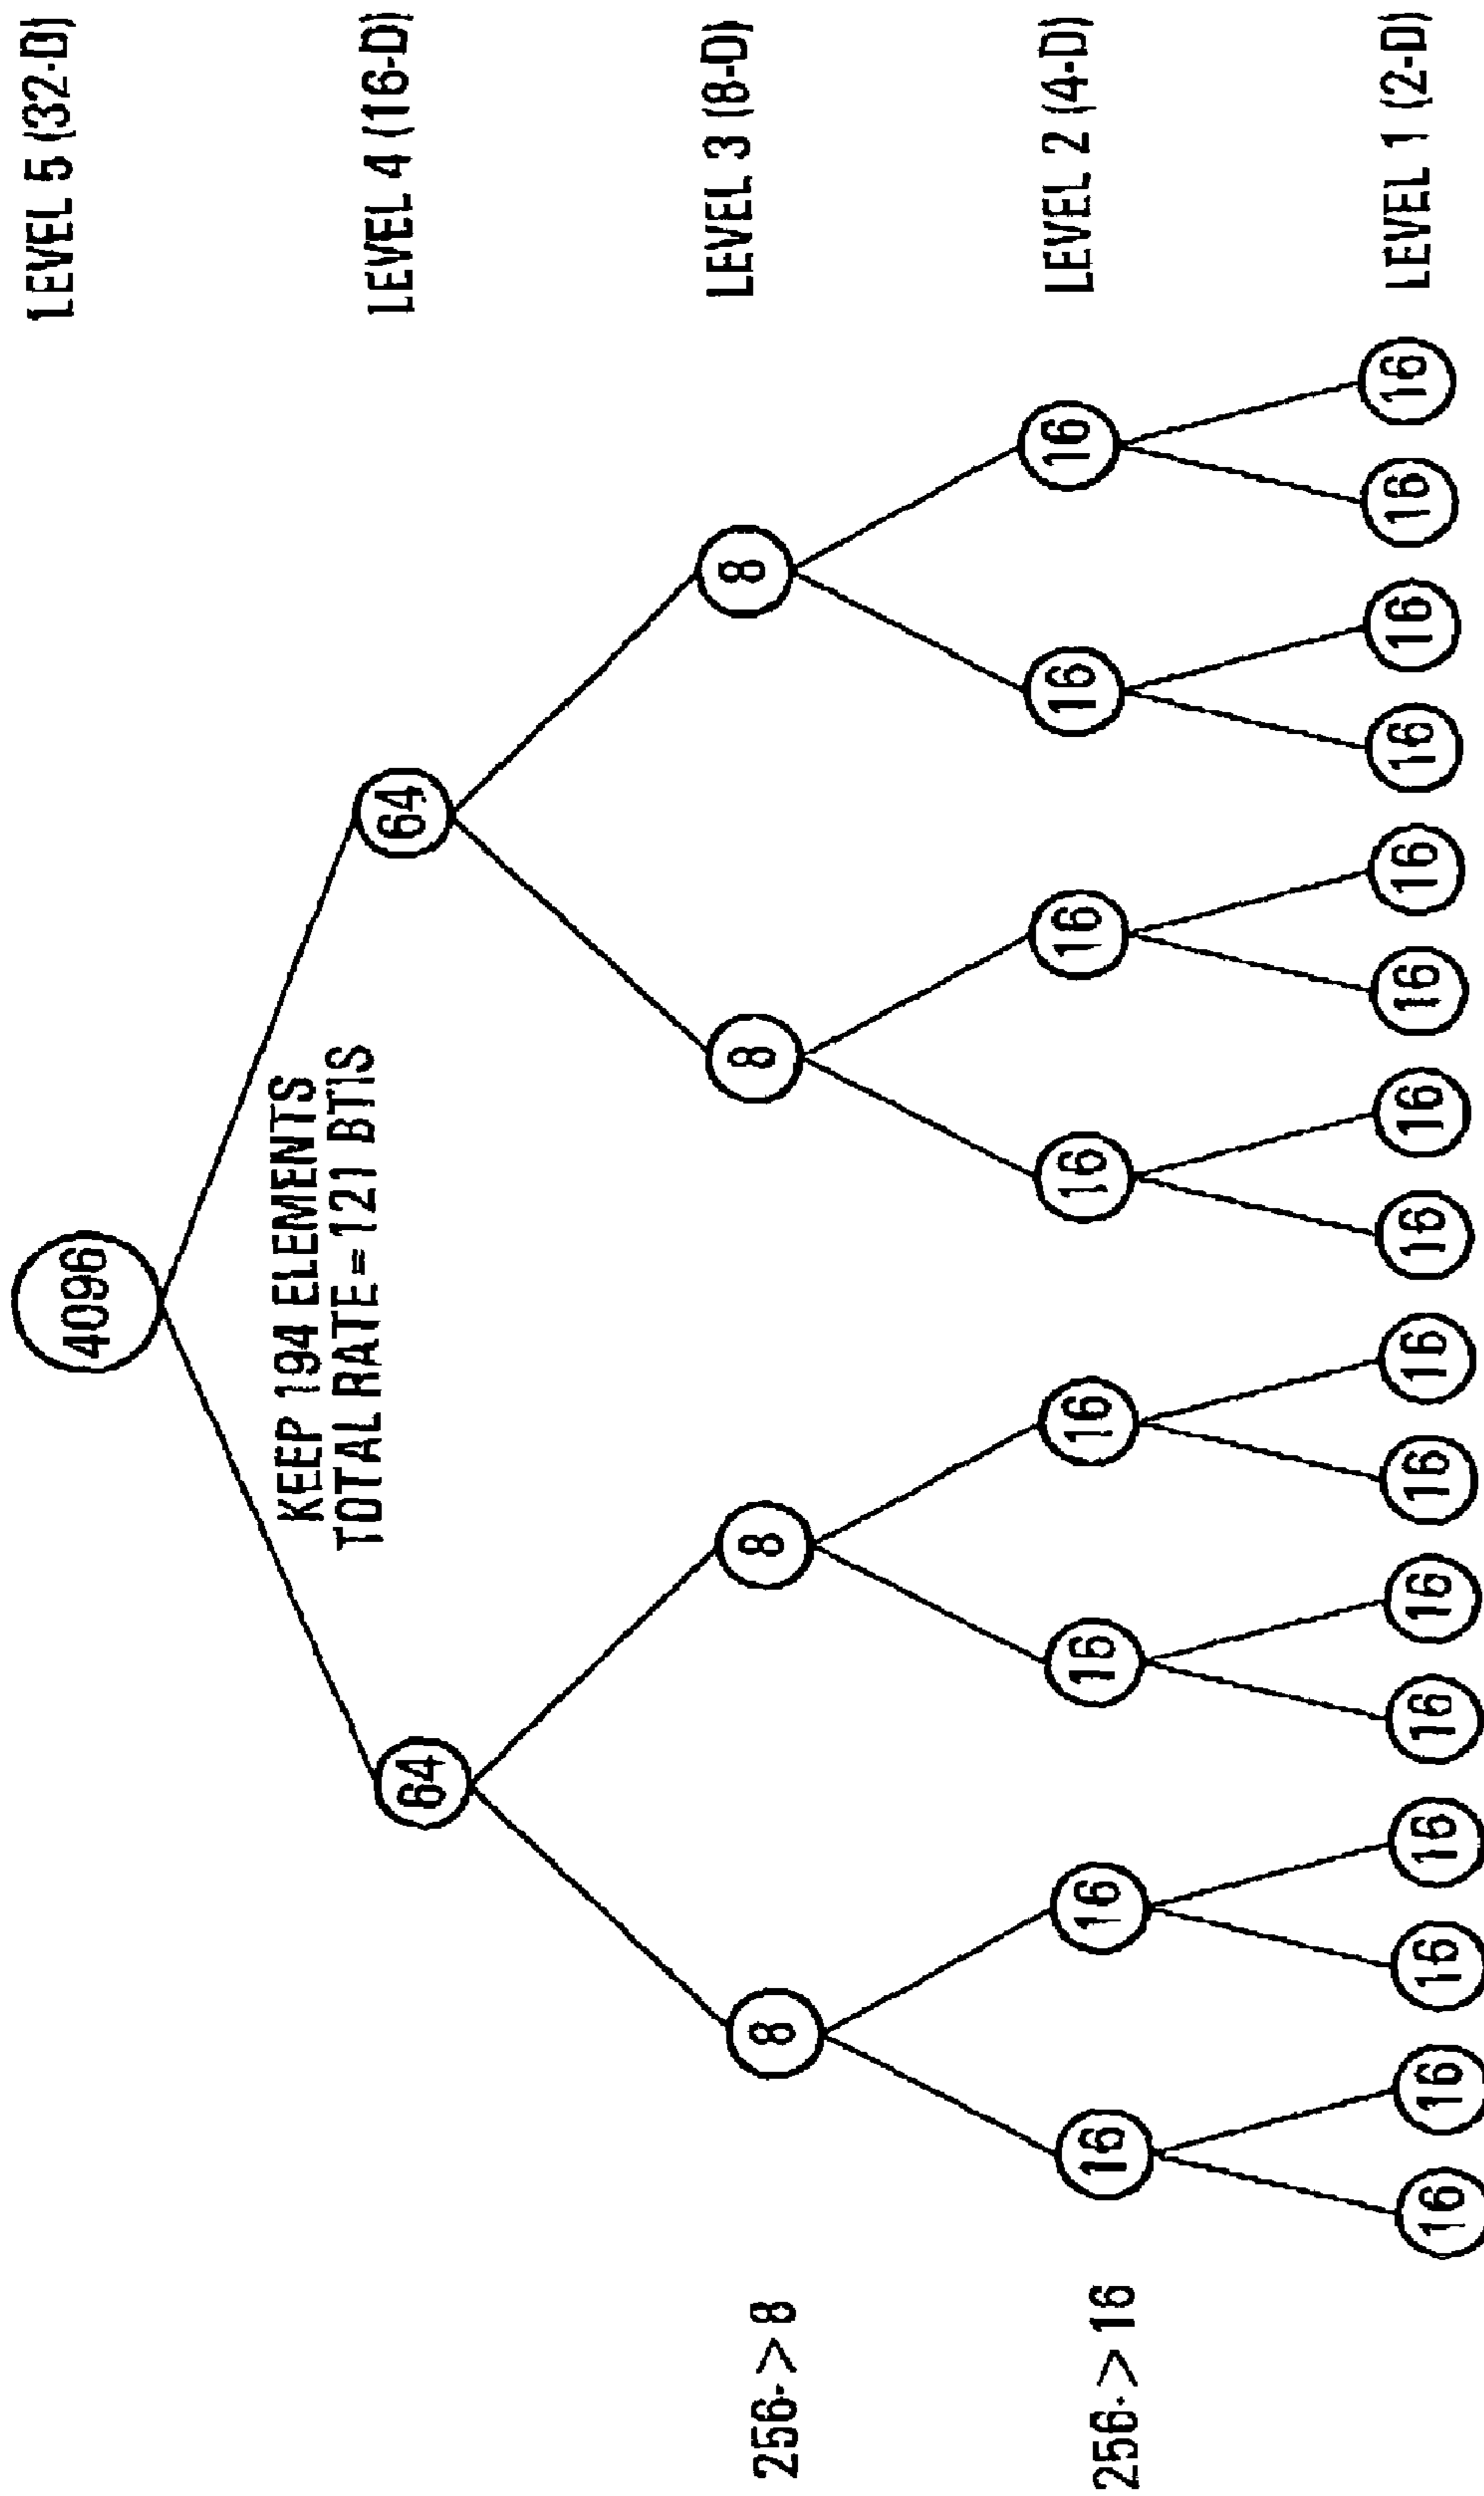 4096 LEVEL 5 (32-D)
KEEP 194 ELEMENTS
TOTAL RATE = 121 BTIS
64 64 LEVEL 4 (16-D)
256-> 8 8 8 8 8 LEVEL 3 (8-D)
256-> 16 16 16 16 16 16 16 16 16 LEVEL 2 (4-D)
16 16 16 16 16 16 16 16 16 16 16 16 16 16 16 16 LEVEL 1 (2-D)